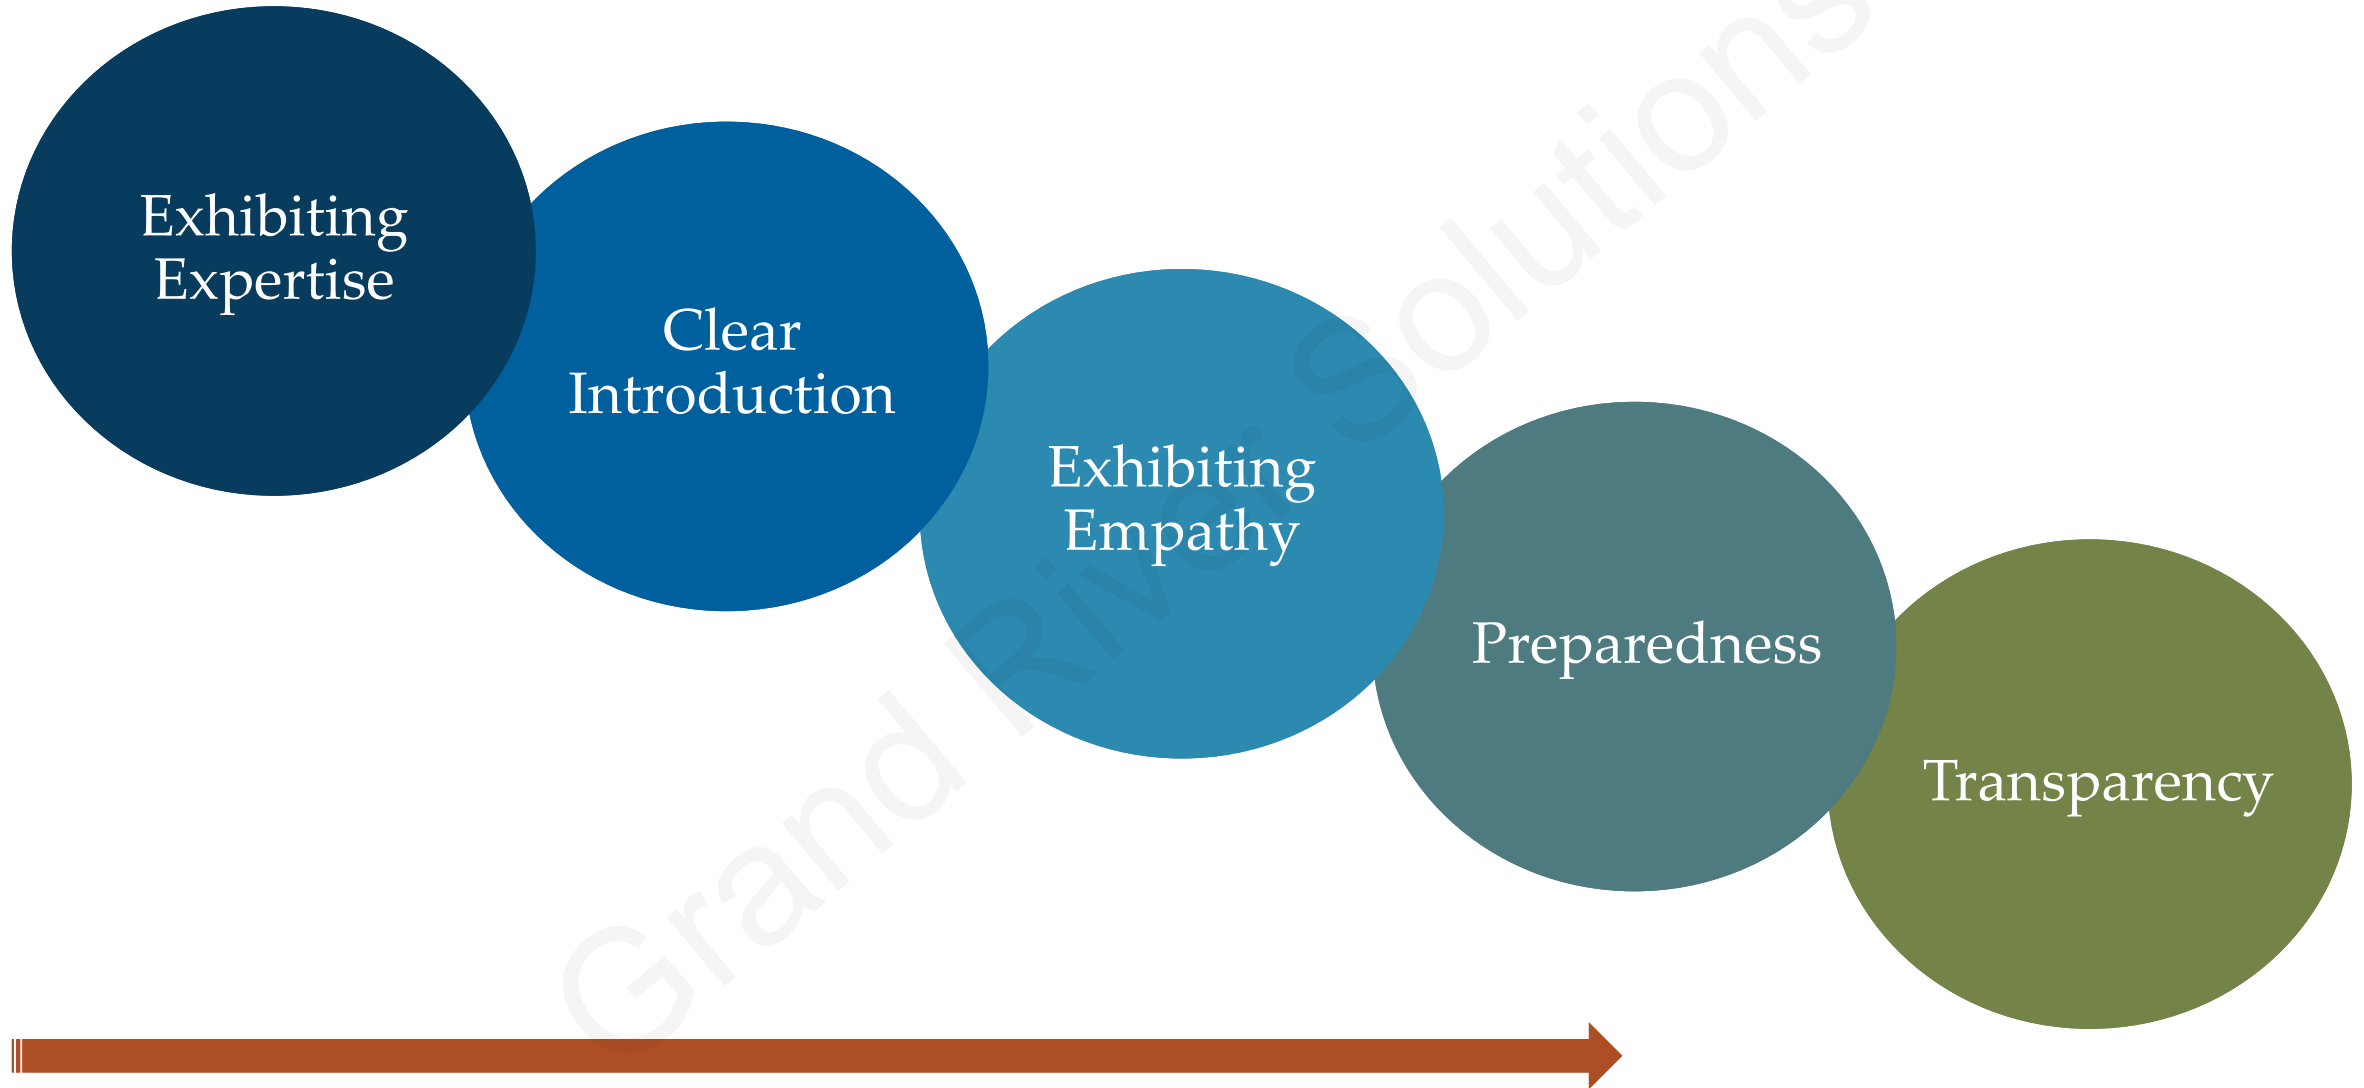 Exhibiting
Expertise
Clear
Introduction
Exhibiting
Empathy
Preparedness
Transparency
Grand River Solutions